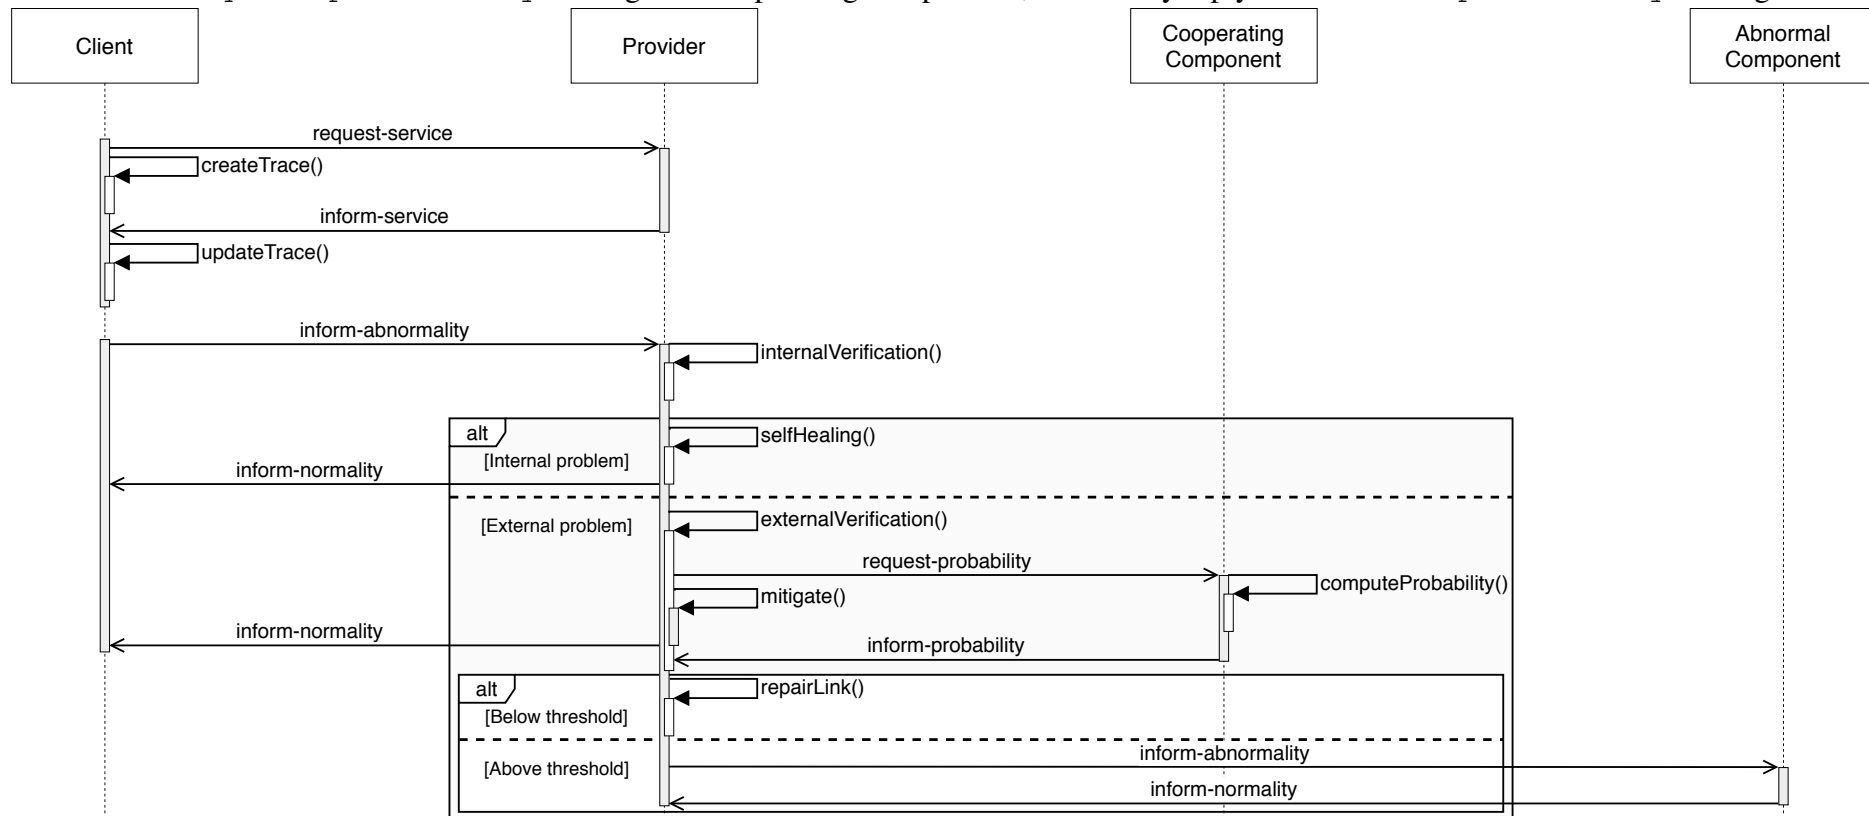 Client
Provider
Cooperating
Component
Abnormal
Component
request-service
createTrace()
inform-service
updateTrace()
inform-abnormality
internalVerification()
alt
selfHealing()
[Internal problem]
inform-normality
[External problem]
externalVerification()
request-probability
computeProbability()
mitigate()
inform-normality
inform-probability
alt
repairLink()
[Below threshold]
inform-abnormality
[Above threshold]
inform-normality